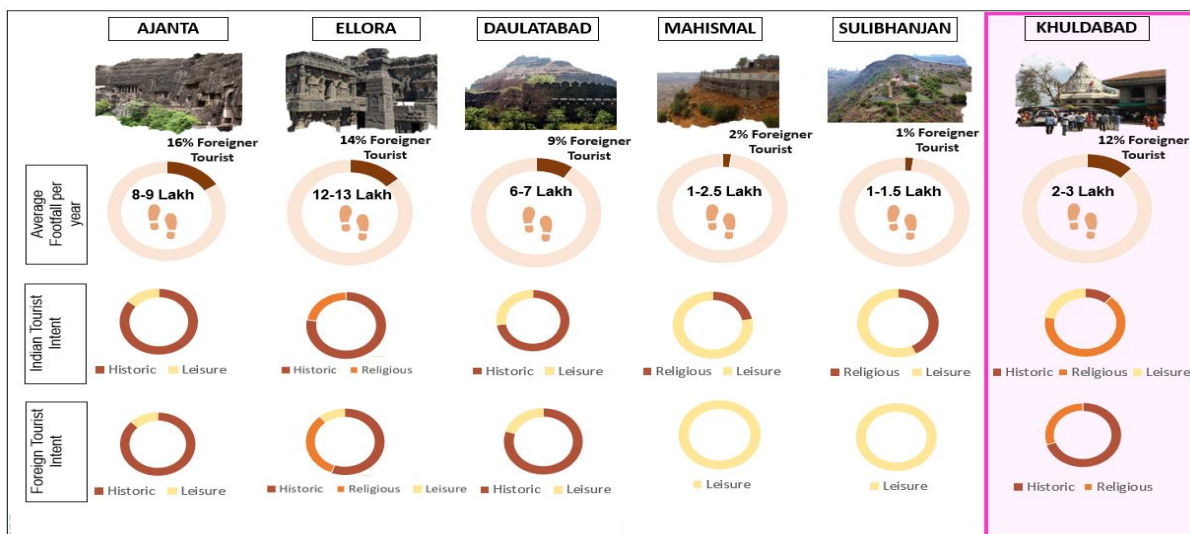 AJANTA
ELLORA
DAULATABAD
MAHISMAL
SULIBHANJAN
KHULDABAD
16% Foreigner
Tourist
14% Foreigner
Tourist
9% Foreigner
Tourist
2% Foreigner
Tourist
1% Foreigner
Tourist
12% Foreigner
Tourist
Average
Footfall per
year
8-9 Lakh
12-13 Lakh
6-7 Lakh
1-2.5 Lakh
1-1.5 Lakh
2-3 Lakh
Indian Tourist
Intent
Historic Leisure
Historic Religious
Historic Leisure
Religious Leisure
Religious Leisure
Historic Religious Leisure
Foreign Tourist
Intent
Historic Leisure
Historic Religious Leisure
Historic Leisure
Leisure
Leisure
Historic Religious